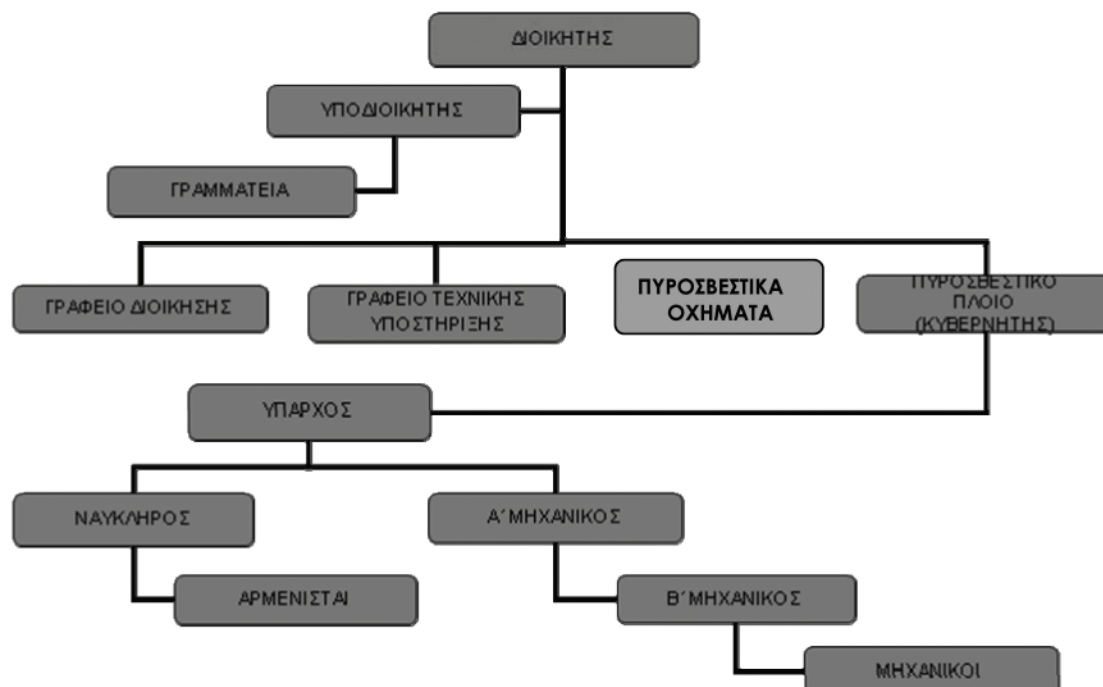 ΔΙΟΙΚΗΤΗΣ
ΥΠΟΔΙΟΙΚΗΤΗΣ
ΓΡΑΜΜΑΤΕΙΑ
ΓΡΑΦΕΙΟ ΔΙΟΙΚΗΣΗΣ
ΓΡΑΦΕΙΟ ΤΕΧΝΙΚΗΣ
ΥΠΟΣΤΗΡΙΞΗΣ
ΠΥΡΟΣΒΕΣΤΙΚΑ
ΟΧΗΜΑΤΑ
ΠΥΡΟΣΒΕΣΤΙΚΟ
ΠΛΟΙΟ
(ΚΥΒΕΡΝΗΤΗΣ)
ΥΠΑΡΧΟΣ
ΝΑΥΚΛΗΡΟΣ
Α΄ΜΗΧΑΝΙΚΟΣ
ΑΡΜΕΝΙΣΤΑΙ
Β΄ΜΗΧΑΝΙΚΟΣ
ΜΗΧΑΝΙΚΟΙ